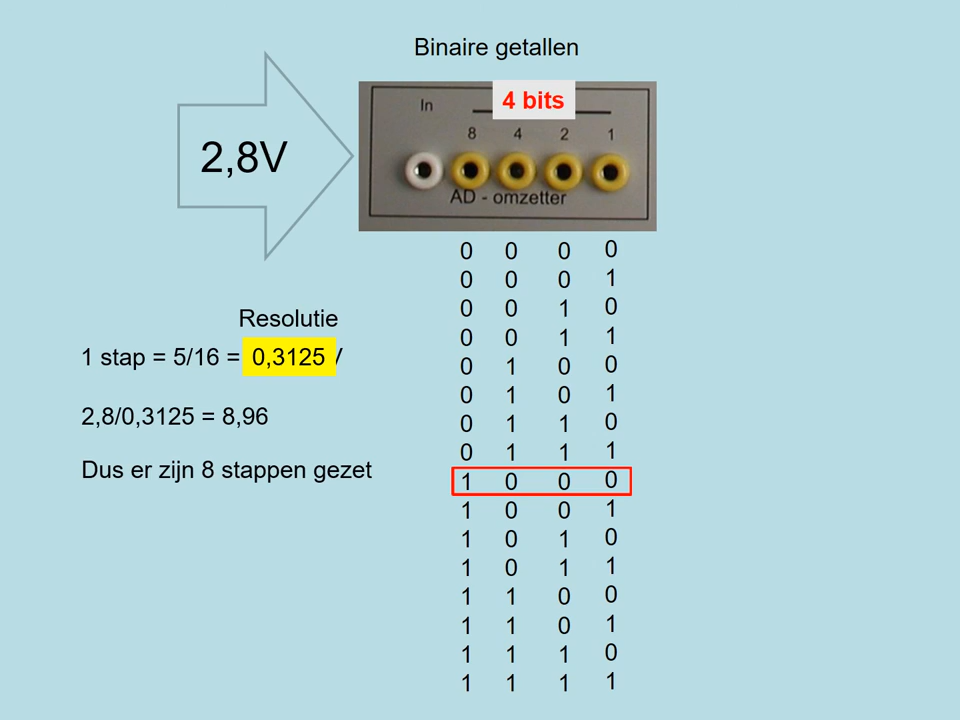 Binaire getallen
4 bits
In
8 4 2 1
AD - omzetter
2,8V
0 0 0 0
0 0 0 1
0 0 1 0
0 0 1 1
0 1 0 0
0 1 0 1
0 1 1 0
0 1 1 1
1 0 0 0
1 0 0 1
1 0 1 0
1 0 1 1
1 1 0 0
1 1 0 1
1 1 1 0
1 1 1 1
Resolutie
1 stap = 5/16 = 0,3125 V
2,8/0,3125 = 8,96
Dus er zijn 8 stappen gezet